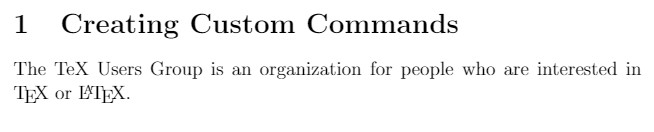 1 Creating Custom Commands
The TeX Users Group is an organization for people who are interested in
TEX or LATEX.